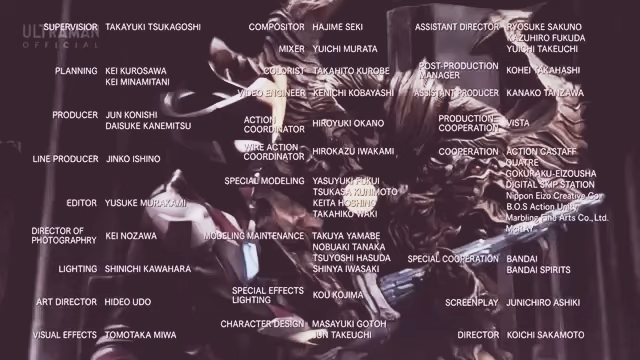 ULTRAMAN
OFFICIAL
SUPERVISIOR TAKAYUKI TSUKAGOSHI
PLANNING KEI KUROSAWA
KEI MINAMITANI
PRODUCER JUN KONISHI
DAISUKE KANEMITSU
LINE PRODUCER JINKO ISHINO
EDITOR YUSUKE MURAKAMI
DIRECTOR OF
PHOTOGRAPHRY KEI NOZAWA
LIGHTING SHINICHI KAWAHARA
ART DIRECTOR HIDEO UDO
VISUAL EFFECTS TOMOTAKA MIWA
COMPOSITOR HAJIME SEKI
MIXER YUICHI MURATA
COLORIST TAKAHITO KUROBE
VIDEO ENGINEER KENICHI KOBAYASHI
ACTION
COORDINATOR HIROYUKI OKANO
WIRE ACTION
COORDINATOR HIROKAZU IWAKAMI
SPECIAL MODELING YASUYUKI FUKUI
TSUKASA KUNIMOTO
KEITA HOSHINO
TAKAHIKO WAKI
MODELING MAINTENANCE TAKUYA YAMABE
NOBUAKI TANAKA
TSUYOSHI HASUDA
SHINYA IWASAKI
SPECIAL EFFECTS
LIGHTING KOU KOJIMA
CHARACTER DESIGN MASAYUKI GOTOH
JUN TAKEUCHI
ASSISTANT DIRECTOR RYOSUKE SAKUNO
KAZUHIRO FUKUDA
YUICHI TAKEUCHI
POST-PRODUCTION
MANAGER KOHEI TAKAHASHI
ASSISTANT PRODUCER KANAKO TANZAWA
PRODUCTION
COOPERATION VISTA
COOPERATION ACTION CASTAFF
QUATRE
GOKURAKU-EIZOUSHA
DIGITAL SKIP STATION
Nippon Eizo Creative Co
B.O.S Action Unity
Marbling Fine Arts Co.,Ltd.
SPECIAL COOPERATION BANDAI
BANDAI SPIRITS
SCREENPLAY JUNICHIRO ASHIKI
DIRECTOR KOICHI SAKAMOTO